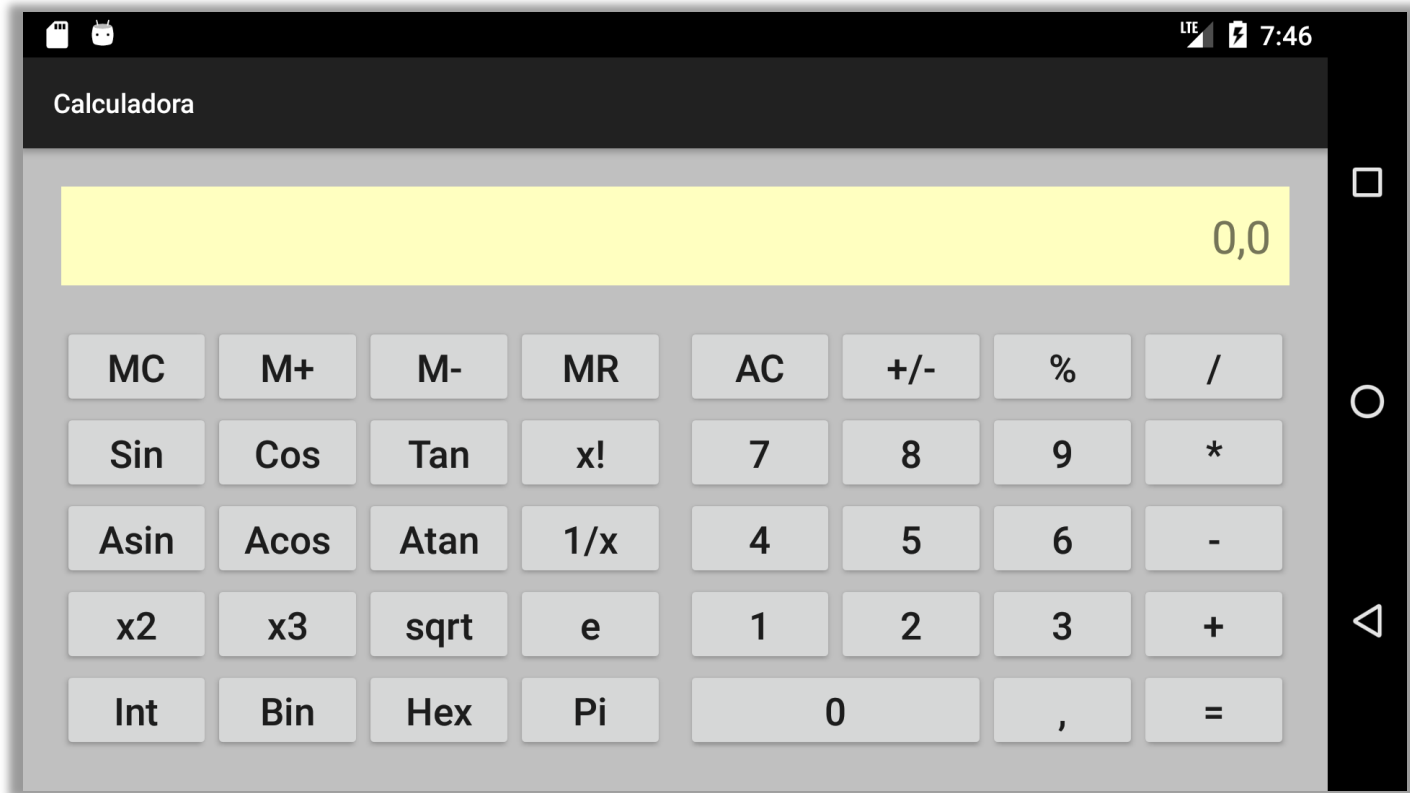 LTE 7:46
Calculadora
0,0
MC M+ M- MR AC +/- % /
Sin Cos Tan x! 7 8 9 *
Asin Acos Atan 1/x 4 5 6 -
x2 x3 sqrt e 1 2 3 +
Int Bin Hex Pi 0 , =